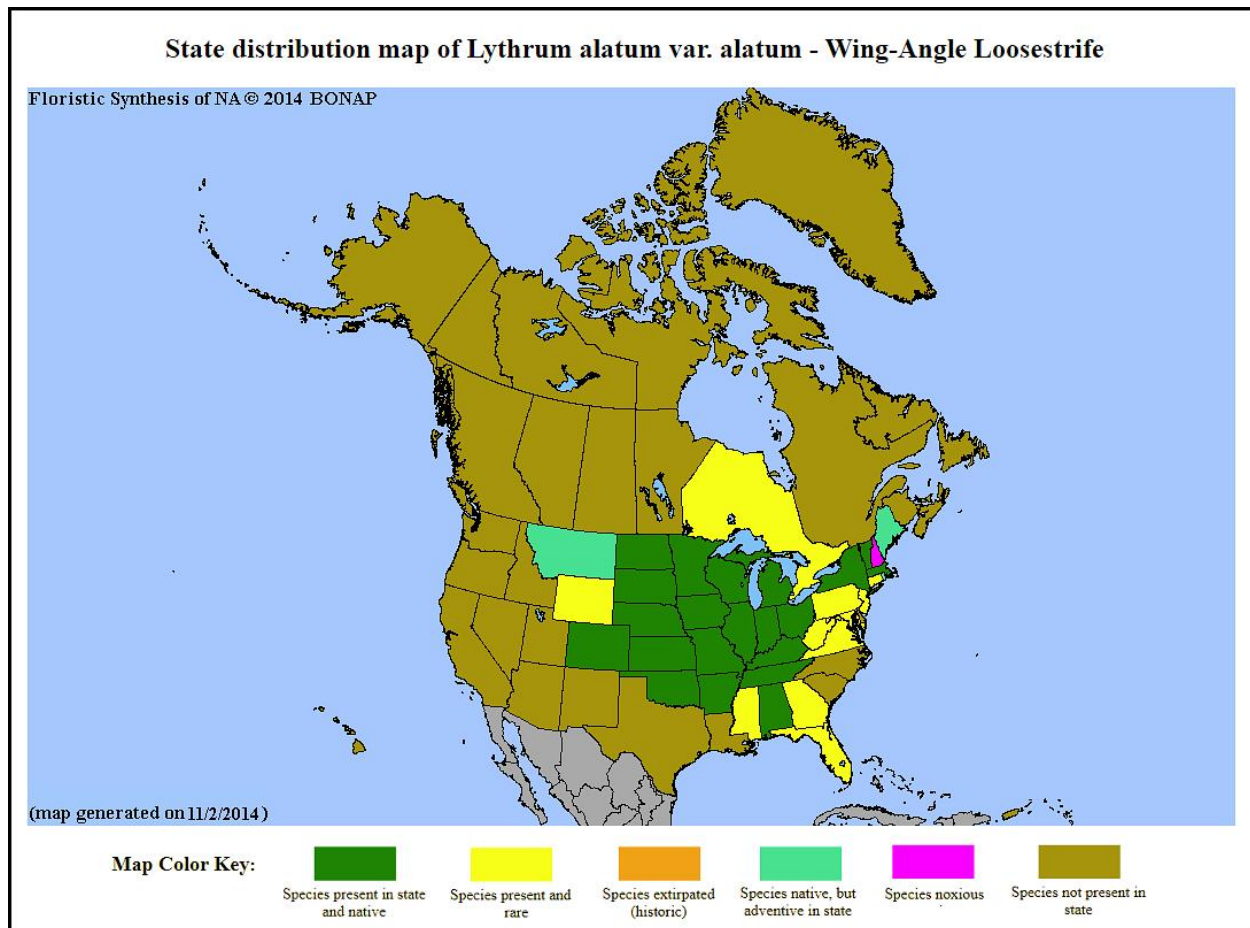 State distribution map of Lythrum alatum var. alatum - Wing-Angle Loosestrife
Floristic Synthesis of NA © 2014 BONAP
(map generated on 11/2/2014 )
Map Color Key:
Species present in state
and native
Species present and
rare
Species extirpated
(historic)
Species native, but
adventive in state
Species noxious
Species not present in
state